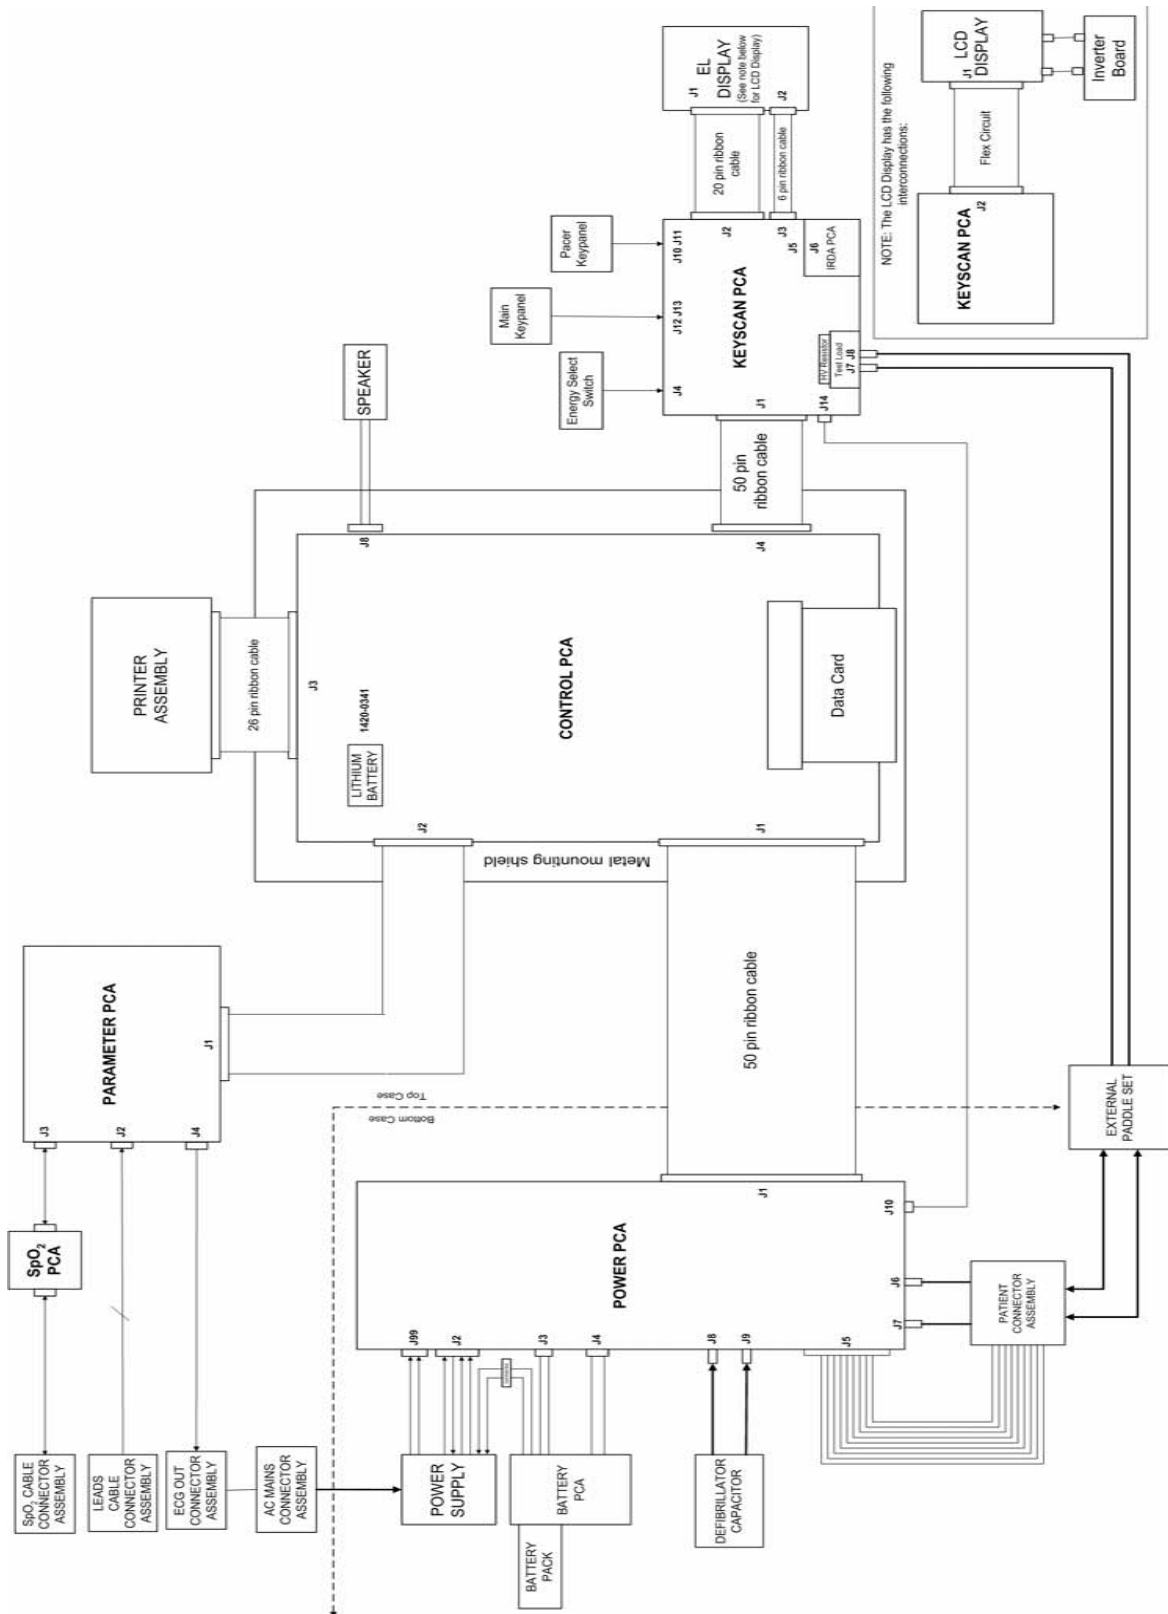 EL
DISPLAY
(See note below
for LCD Display)
J1
J2
20 pin ribbon
cable
6 pin ribbon cable
J2
J3
J5
J6
IRDA PCA
Pacer
Keypanel
J10 J11
Main
Keypanel
J12 J13
Energy Select
Switch
J4
KEYSCAN PCA
HV Resistor
Test Load
J7 J8
J1
J14
NOTE: The LCD Display has the following
interconnections:
LCD
DISPLAY
J1
Inverter
Board
Flex Circuit
J2
KEYSCAN PCA
SPEAKER
J8
50 pin
ribbon cable
J4
PRINTER
ASSEMBLY
26 pin ribbon cable
J3
1420-0341
LITHIUM
BATTERY
CONTROL PCA
Data Card
J2
J1
Metal mounting shield
PARAMETER PCA
J1
J3
J2
J4
50 pin ribbon cable
Top Case
Bottom Case
EXTERNAL
PADDLE SET
SpO2
PCA
POWER PCA
J1
J10
J6
J7
J99
J2
J3
J4
J8
J9
J5
PATIENT
CONNECTOR
ASSEMBLY
SpO2 CABLE
CONNECTOR
ASSEMBLY
LEADS
CABLE
CONNECTOR
ASSEMBLY
ECG OUT
CONNECTOR
ASSEMBLY
AC MAINS
CONNECTOR
ASSEMBLY
POWER
SUPPLY
BATTERY
PCA
BATTERY
PACK
DEFIBRILLATOR
CAPACITOR